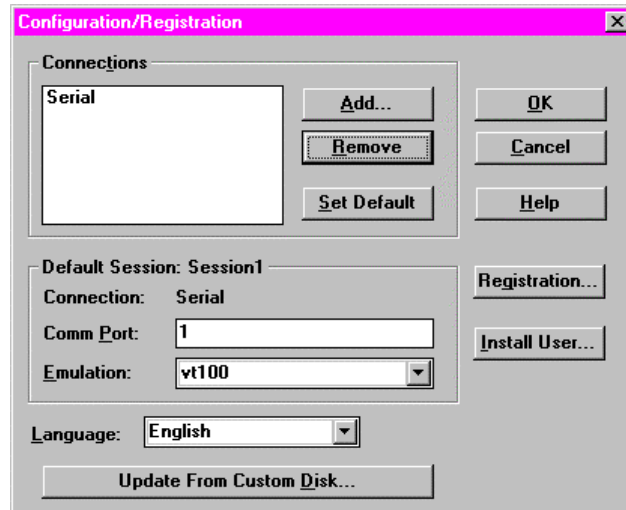 Configuration/Registration
Connections
Serial
Add...
Remove
Set Default
OK
Cancel
Help
Default Session: Session1
Connection: Serial
Comm Port: 1
Emulation: vt100
Registration...
Install User...
Language: English
Update From Custom Disk...